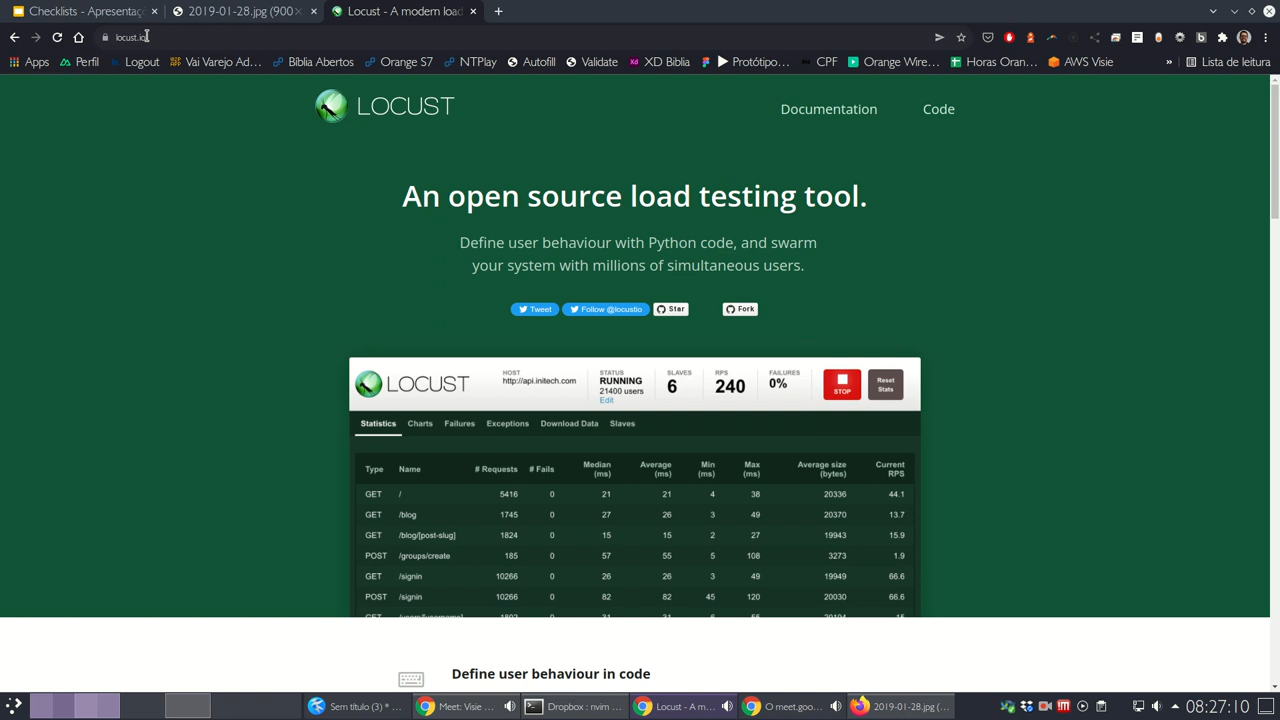 Checklists - Apresentaç
2019-01-28.jpg (900×
Locust - A modern load
locust.io
Apps
Perfil
Logout
Vai Varejo Ad...
Bíblia Abertos
Orange S7
NTPlay
Autofill
Validate
XD Biblia
Protótipo...
CPF
Orange Wire...
Horas Oran...
AWS Visie
»
Lista de leitura
LOCUST
Documentation
Code
An open source load testing tool.
Define user behaviour with Python code, and swarm
your system with millions of simultaneous users.
Tweet
Follow @locustio
Star
Fork
LOCUST
HOST
http://api.initech.com
STATUS
RUNNING
21400 users
Edit
SLAVES
6
RPS
240
FAILURES
0%
STOP
Reset
Stats
Statistics
Charts
Failures
Exceptions
Download Data
Slaves
Type Name # Requests # Fails Median (ms) Average (ms) Min (ms) Max (ms) Average size (bytes) Current RPS
GET / 5416 0 21 21 4 38 20336 44.1
GET /blog 1745 0 27 26 3 49 20370 13.7
GET /blog/[post-slug] 1824 0 15 15 2 27 19943 15.9
POST /groups/create 185 0 57 55 5 108 3273 1.9
GET /signin 10266 0 26 26 3 49 19949 66.6
POST /signin 10266 0 82 82 45 120 20030 66.6
Define user behaviour in code
Sem título (3) * ...
Meet: Visie ...
Dropbox : nvim ...
Locust - A m...
O meet.goo...
2019-01-28.jpg (...
08:27:10